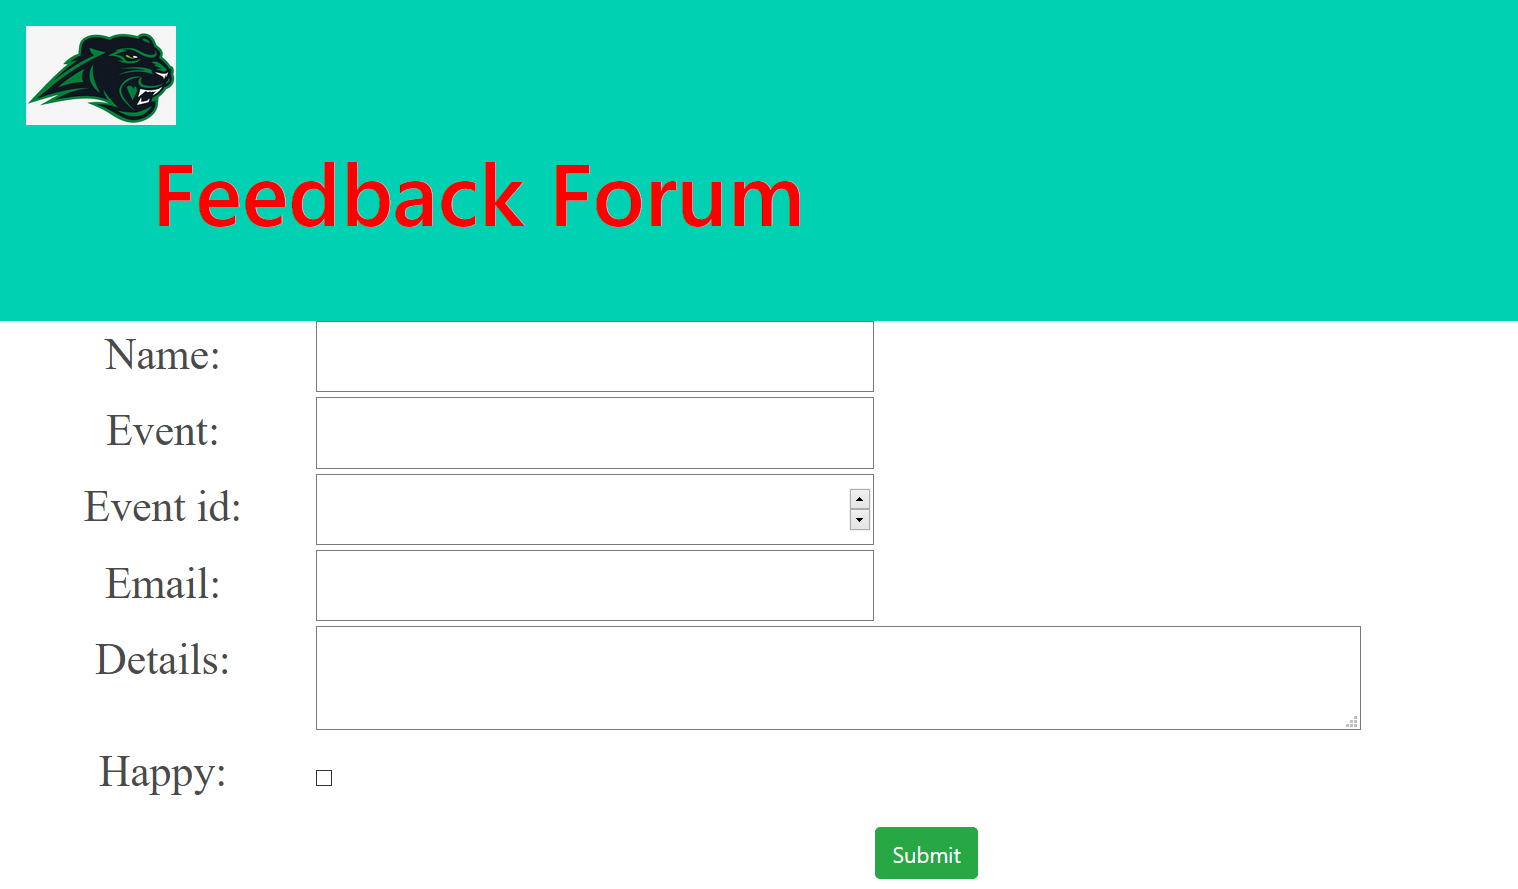 Feedback Forum
Name:
Event:
Event id:
Email:
Details:
Happy:
Submit